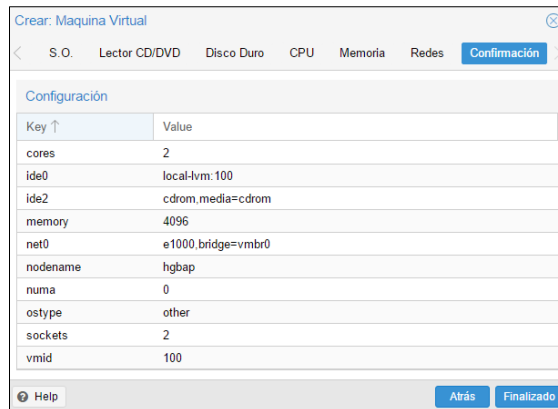 Crear: Maquina Virtual
S.O. Lector CD/DVD Disco Duro CPU Memoria Redes Confirmación
Configuración
Key ↑ Value
cores 2
ide0 local-lvm:100
ide2 cdrom,media=cdrom
memory 4096
net0 e1000,bridge=vmbr0
nodename hgbap
numa 0
ostype other
sockets 2
vmid 100
Help Atrás Finalizado